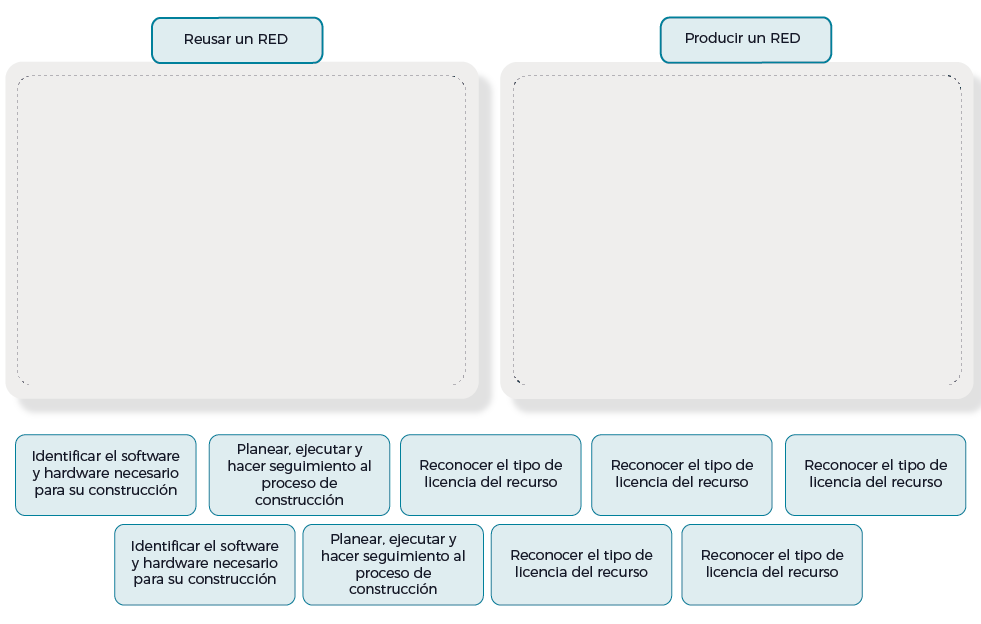 Reusar un RED
Producir un RED
Identificar el software
y hardware necesario
para su construcción
Planear, ejecutar y
hacer seguimiento al
proceso de
construcción
Reconocer el tipo de
licencia del recurso
Reconocer el tipo de
licencia del recurso
Reconocer el tipo de
licencia del recurso
Identificar el software
y hardware necesario
para su construcción
Planear, ejecutar y
hacer seguimiento al
proceso de
construcción
Reconocer el tipo de
licencia del recurso
Reconocer el tipo de
licencia del recurso